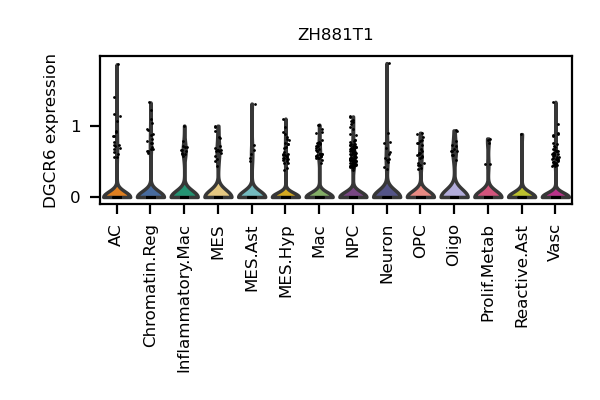 ZH881T1
DGCR6 expression
1
0
AC
Chromatin.Reg
Inflammatory.Mac
MES
MES.Ast
MES.Hyp
Mac
NPC
Neuron
OPC
Oligo
Prolif.Metab
Reactive.Ast
Vasc